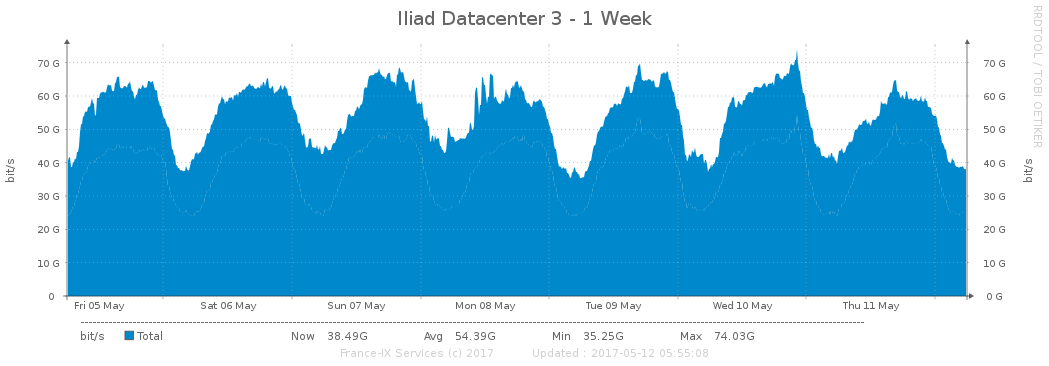 Iliad Datacenter 3 - 1 Week
RRDTOOL / TOBI OETIKER
bit/s
70 G
60 G
50 G
40 G
30 G
20 G
10 G
0
70 G
60 G
50 G
40 G
30 G
20 G
10 G
0 G
bit/s
Fri 05 May Sat 06 May Sun 07 May Mon 08 May Tue 09 May Wed 10 May Thu 11 May
bit/s Total Now 38.49G Avg 54.39G Min 35.25G Max 74.03G
France-IX Services (c) 2017 Updated : 2017-05-12 05:55:08